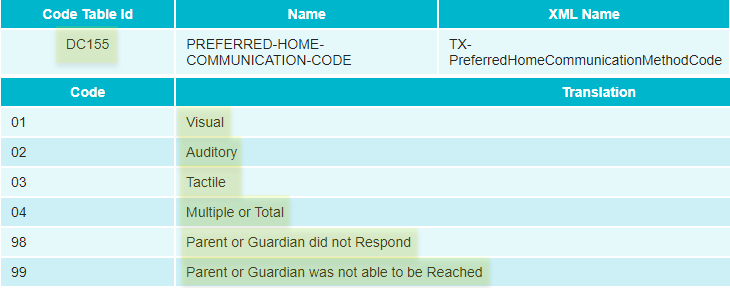 Code Table Id Name XML Name
DC155 PREFERRED-HOME- TX-
COMMUNICATION-CODE PreferredHomeCommunicationMethodCode
Code Translation
01 Visual
02 Auditory
03 Tactile
04 Multiple or Total
98 Parent or Guardian did not Respond
99 Parent or Guardian was not able to be Reached